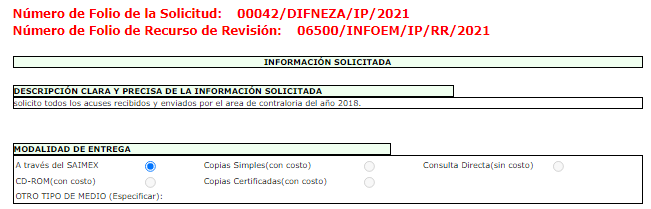 Número de Folio de la Solicitud: 00042/DIFNEZA/IP/2021
Número de Folio de Recurso de Revisión: 06500/INFOEM/IP/RR/2021
INFORMACIÓN SOLICITADA
DESCRIPCIÓN CLARA Y PRECISA DE LA INFORMACIÓN SOLICITADA
solicito todos los acuses recibidos y enviados por el area de contraloria del año 2018.
MODALIDAD DE ENTREGA
A través del SAIMEX Copias Simples(con costo) Consulta Directa(sin costo)
CD-ROM(con costo) Copias Certificadas(con costo)
OTRO TIPO DE MEDIO (Especificar):